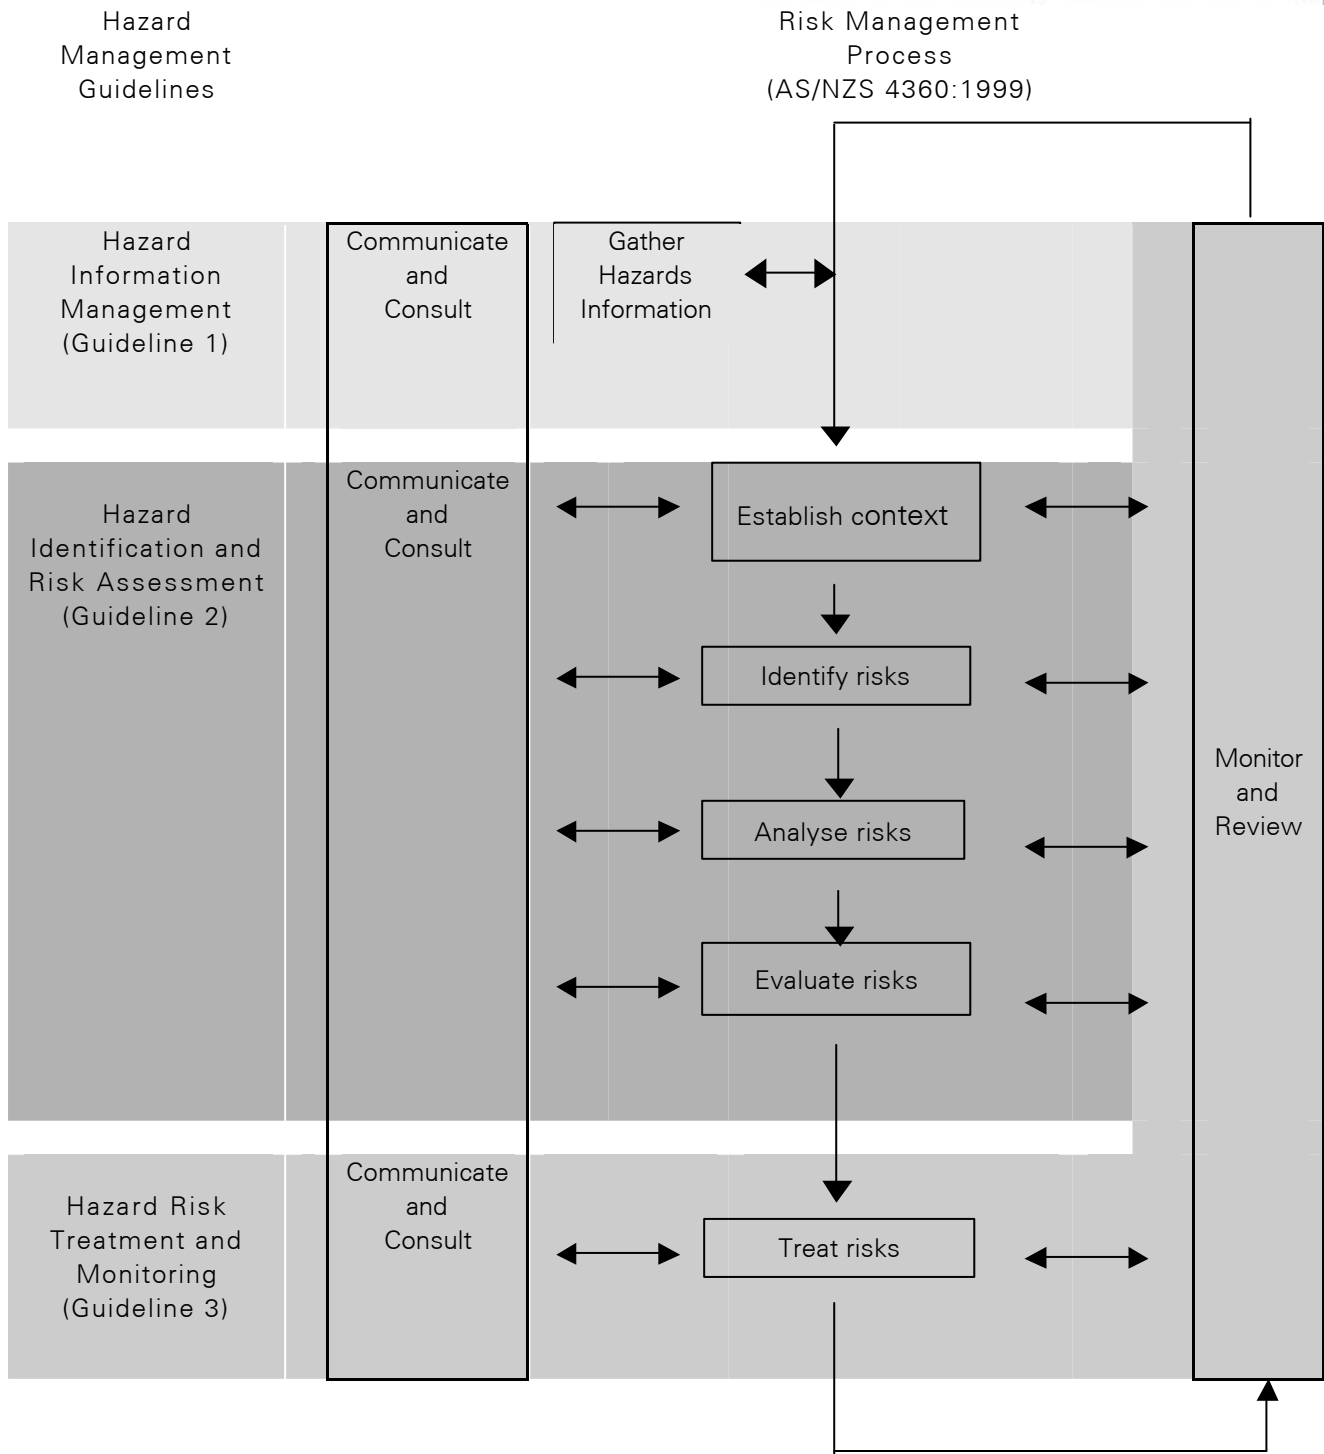 Hazard
Management
Guidelines
Risk Management
Process
(AS/NZS 4360:1999)
Hazard
Information
Management
(Guideline 1)
Communicate
and
Consult
Gather
Hazards
Information
Hazard
Identification and
Risk Assessment
(Guideline 2)
Communicate
and
Consult
Establish context
Identify risks
Analyse risks
Evaluate risks
Monitor
and
Review
Hazard Risk
Treatment and
Monitoring
(Guideline 3)
Communicate
and
Consult
Treat risks